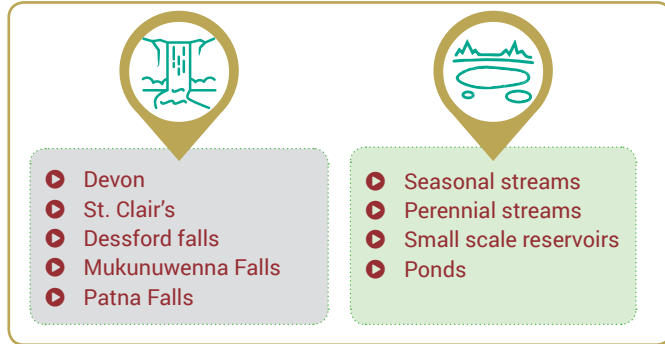 Devon
St. Clair’s
Dessford falls
Mukunuwenna Falls
Patna Falls
Seasonal streams
Perennial streams
Small scale reservoirs
Ponds